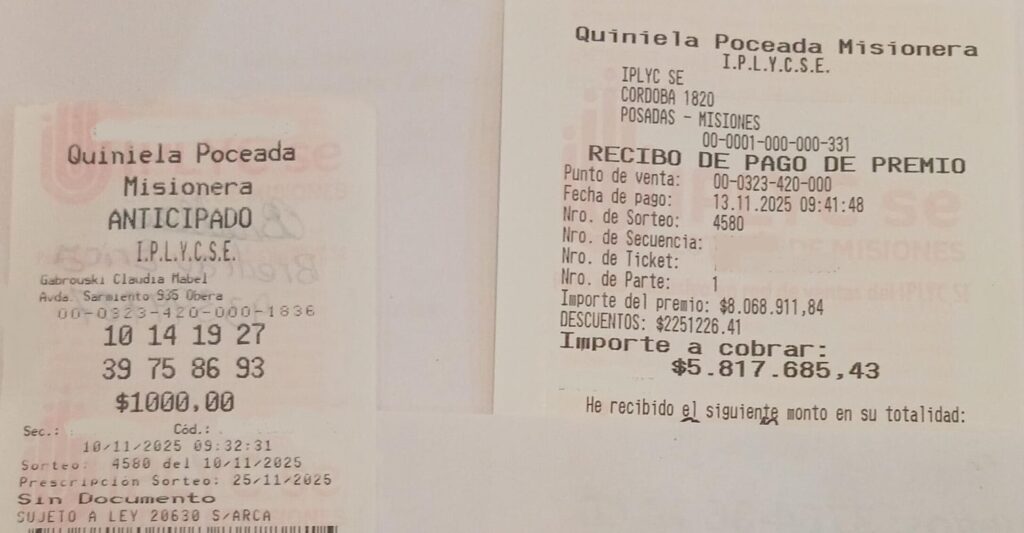 Quiniela Poceada
Misionera
ANTICIPADO
I.P.L.Y.C.S.E.
Gabrouski Claudia Mabel
Avda. Sarmiento 935 Obera
00-0323-420-000-1836
10 14 19 27
39 75 86 93
$1000,00
Sec.: Cód.:
10/11/2025 09:32:31
Sorteo: 4580 del 10/11/2025
Prescripción Sorteo: 25/11/2025
Sin Documento
SUJETO A LEY 20630 S/ARCA
Quiniela Poceada Misionera
I.P.L.Y.C.S.E.
IPLYC SE
CORDOBA 1820
POSADAS - MISIONES
00-0001-000-000-331
RECIBO DE PAGO DE PREMIO
Punto de venta: 00-0323-420-000
Fecha de pago: 13.11.2025 09:41:48
Nro. de Sorteo: 4580
Nro. de Secuencia:
Nro. de Ticket:
Nro. de Parte: 1
Importe del premio: $8.068.911,84
DESCUENTOS: $2251226.41
Importe a cobrar:
$5.817.685,43
He recibido el siguiente monto en su totalidad: